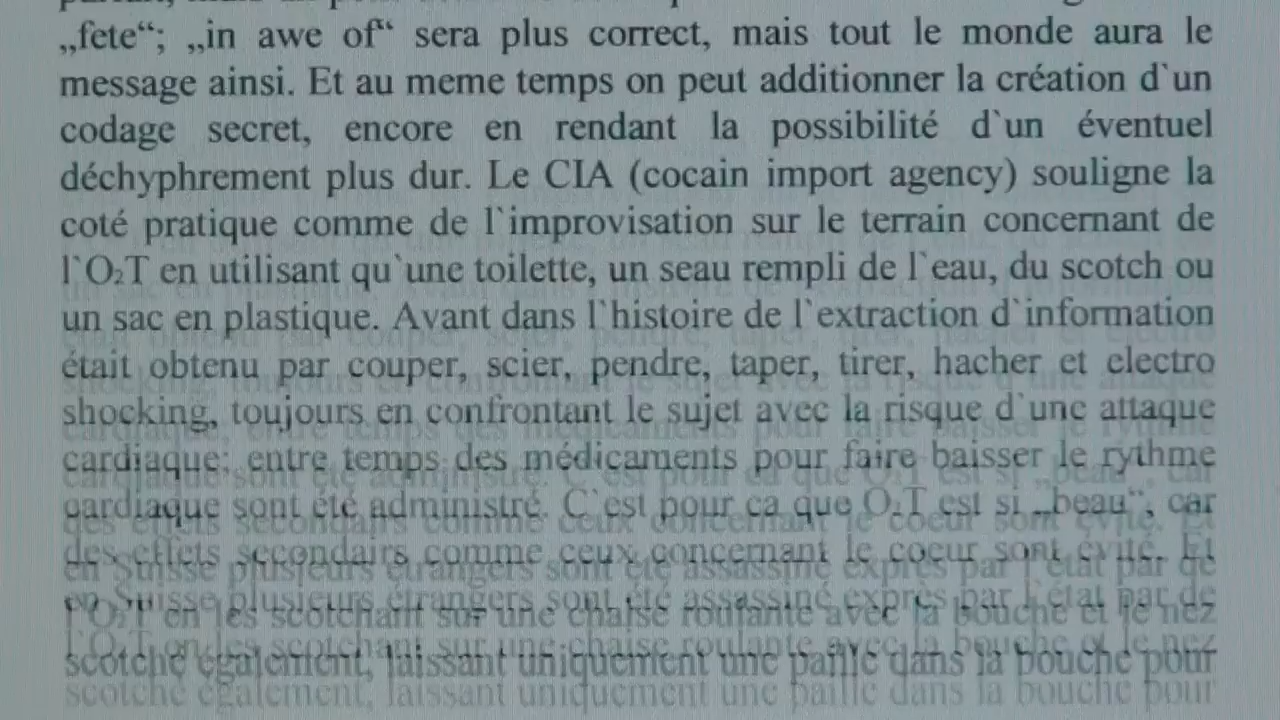 „fete“; „in awe of“ sera plus correct, mais tout le monde aura le
message ainsi. Et au meme temps on peut additionner la création d`un
codage secret, encore en rendant la possibilité d`un éventuel
déchyphrement plus dur. Le CIA (cocain import agency) souligne la
coté pratique comme de l`improvisation sur le terrain concernant de
l`O₂T en utilisant qu`une toilette, un seau rempli de l`eau, du scotch ou
un sac en plastique. Avant dans l`histoire de l`extraction d`information
était obtenu par couper, scier, pendre, taper, tirer, hacher et electro
shocking, toujours en confrontant le sujet avec la risque d`une attaque
cardiaque; entre temps des médicaments pour faire baisser le rythme
cardiaque sont été administré. C`est pour ca que O₂T est si „beau“, car
des effets secondairs comme ceux concernant le coeur sont évité. Et
en Suisse plusieurs étrangers sont été assassiné exprès par l`état par de
l`O₂T en les scotchant sur une chaise roulante avec la bouche et le nez
scotché également, laissant uniquement une paille dans la bouche pour